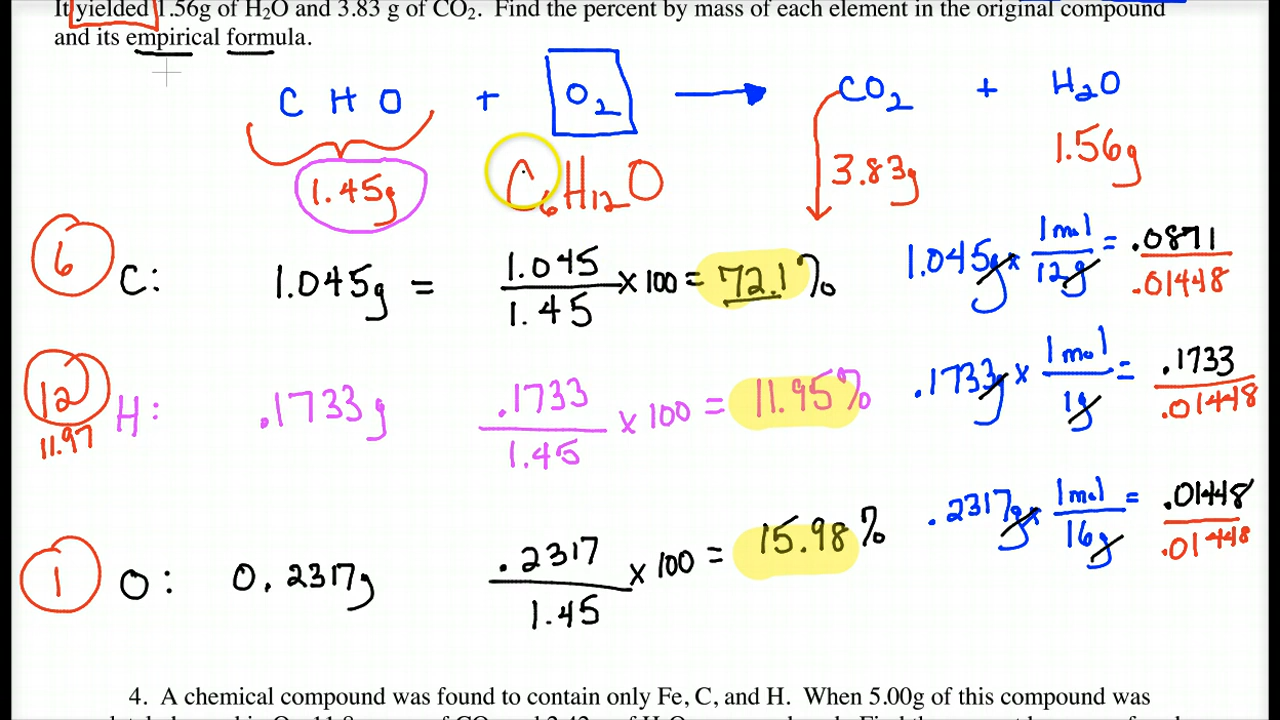 It yielded 1.56g of H₂O and 3.83 g of CO₂. Find the percent by mass of each element in the original compound
and its empirical formula.
C H O + O₂ → CO₂ + H₂O
1.45g C₆H₁₂O 3.83g 1.56g
6 C: 1.045g = 1.045/1.45 x 100 = 72.1% 1.045g x 1mol/12g = .0871/.01448
12 11.97 H: .1733g .1733/1.45 x 100 = 11.95% .1733g x 1mol/1g = .1733/.01448
1 O: 0.2317g .2317/1.45 x 100 = 15.98% .2317g x 1mol/16g = .01448/.01448
4. A chemical compound was found to contain only Fe, C, and H. When 5.00g of this compound was